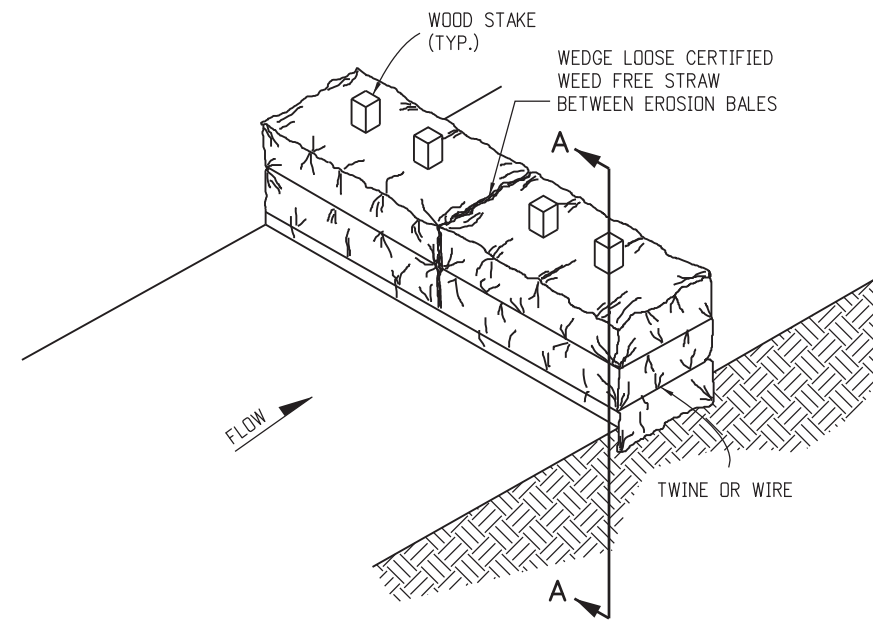 WOOD STAKE
(TYP.)
WEDGE LOOSE CERTIFIED
WEED FREE STRAW
BETWEEN EROSION BALES
A
FLOW
TWINE OR WIRE
A